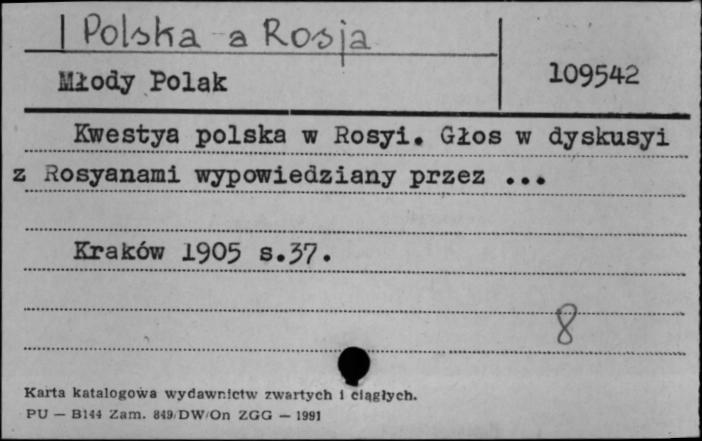 | Polska a Rosja
Młody Polak
109542
Kwestya polska w Rosyi. Głos w dyskusyi
z Rosyanami wypowiedziany przez ...
Kraków 1905 s.37.
8
Karta katalogowa wydawnictw zwartych i ciągłych.
PU — B144 Zam. 849/DW/On ZGG — 1991